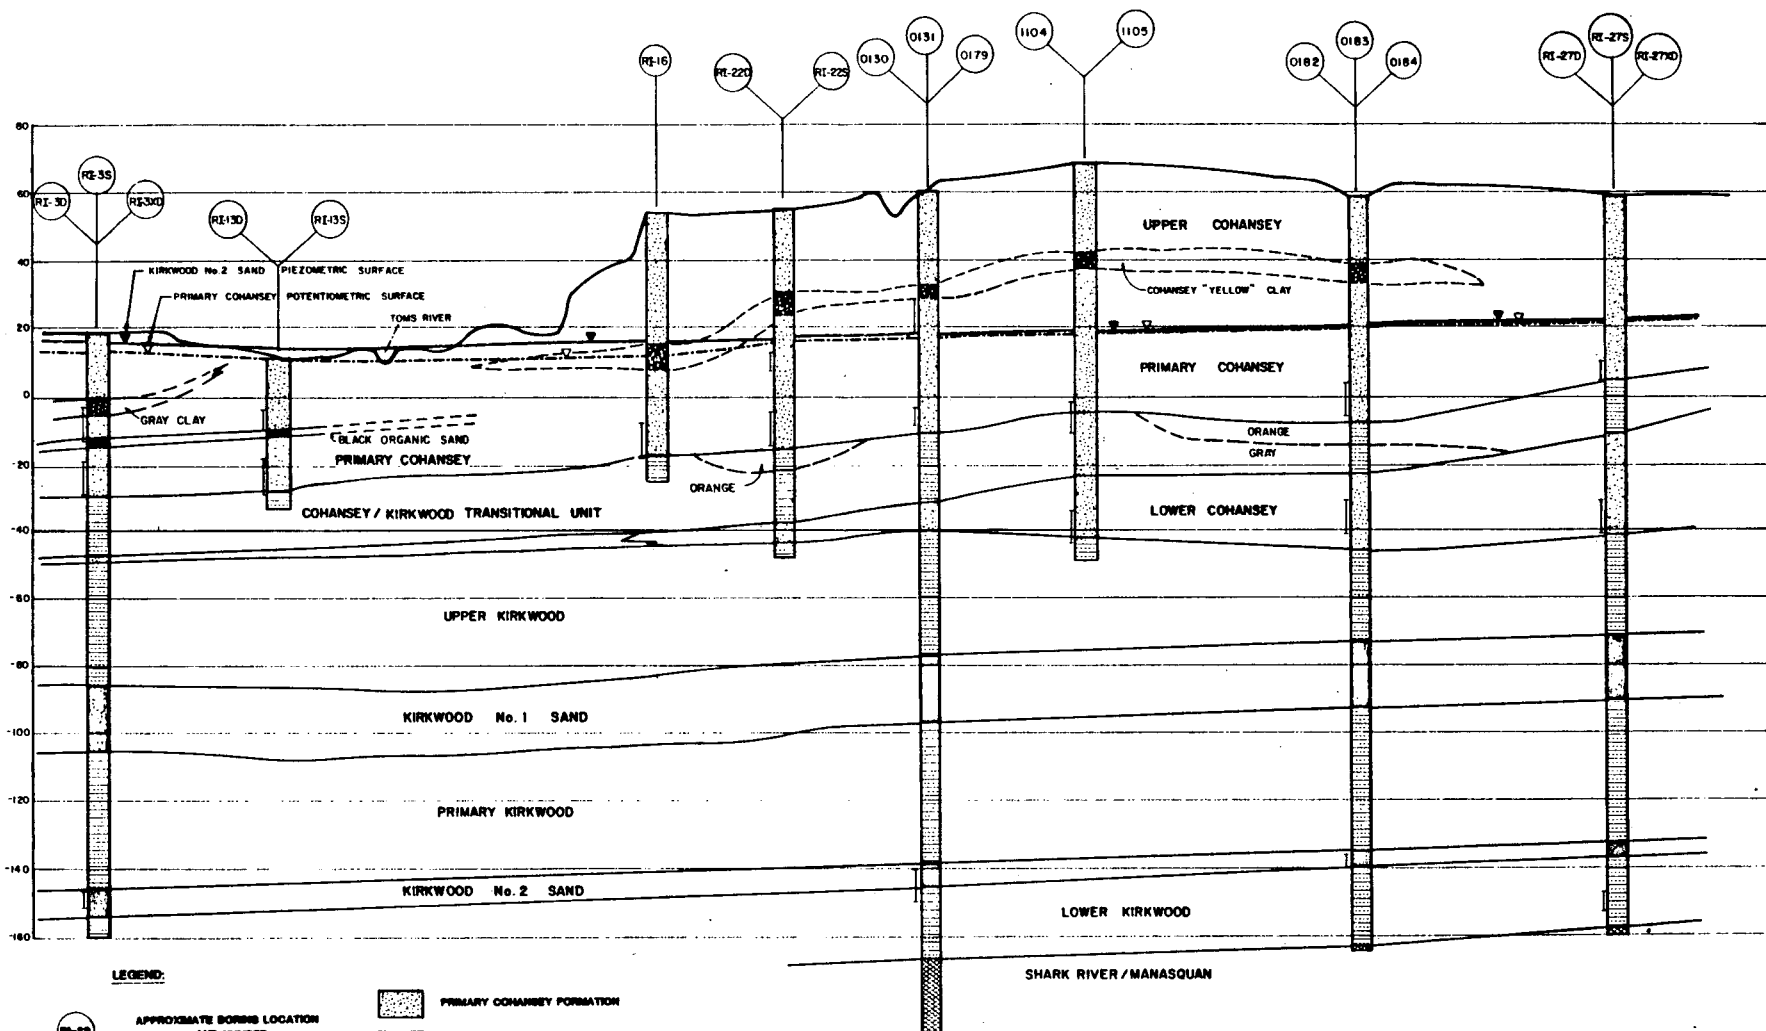 0131
1104
1105
0183
RI-27S
RI-16
0130
0179
RI-22D
RI-22S
0182
0184
RI-27D
RI-27XD
80
RI-3S
60
RI-3D
RI-3XD
RI-13D
RI-13S
UPPER COHANSEY
40
KIRKWOOD No.2 SAND PIEZOMETRIC SURFACE
COHANSEY "YELLOW" CLAY
PRIMARY COHANSEY POTENTIOMETRIC SURFACE
TOMS RIVER
20
PRIMARY COHANSEY
0
GRAY CLAY
BLACK ORGANIC SAND
ORANGE
GRAY
PRIMARY COHANSEY
-20
ORANGE
COHANSEY/KIRKWOOD TRANSITIONAL UNIT
LOWER COHANSEY
-40
-60
UPPER KIRKWOOD
-80
KIRKWOOD No.1 SAND
-100
-120
PRIMARY KIRKWOOD
-140
KIRKWOOD No.2 SAND
LOWER KIRKWOOD
-160
SHARK RIVER/MANASQUAN
LEGEND:
PRIMARY COHANSEY FORMATION
APPROXIMATE BORING LOCATION